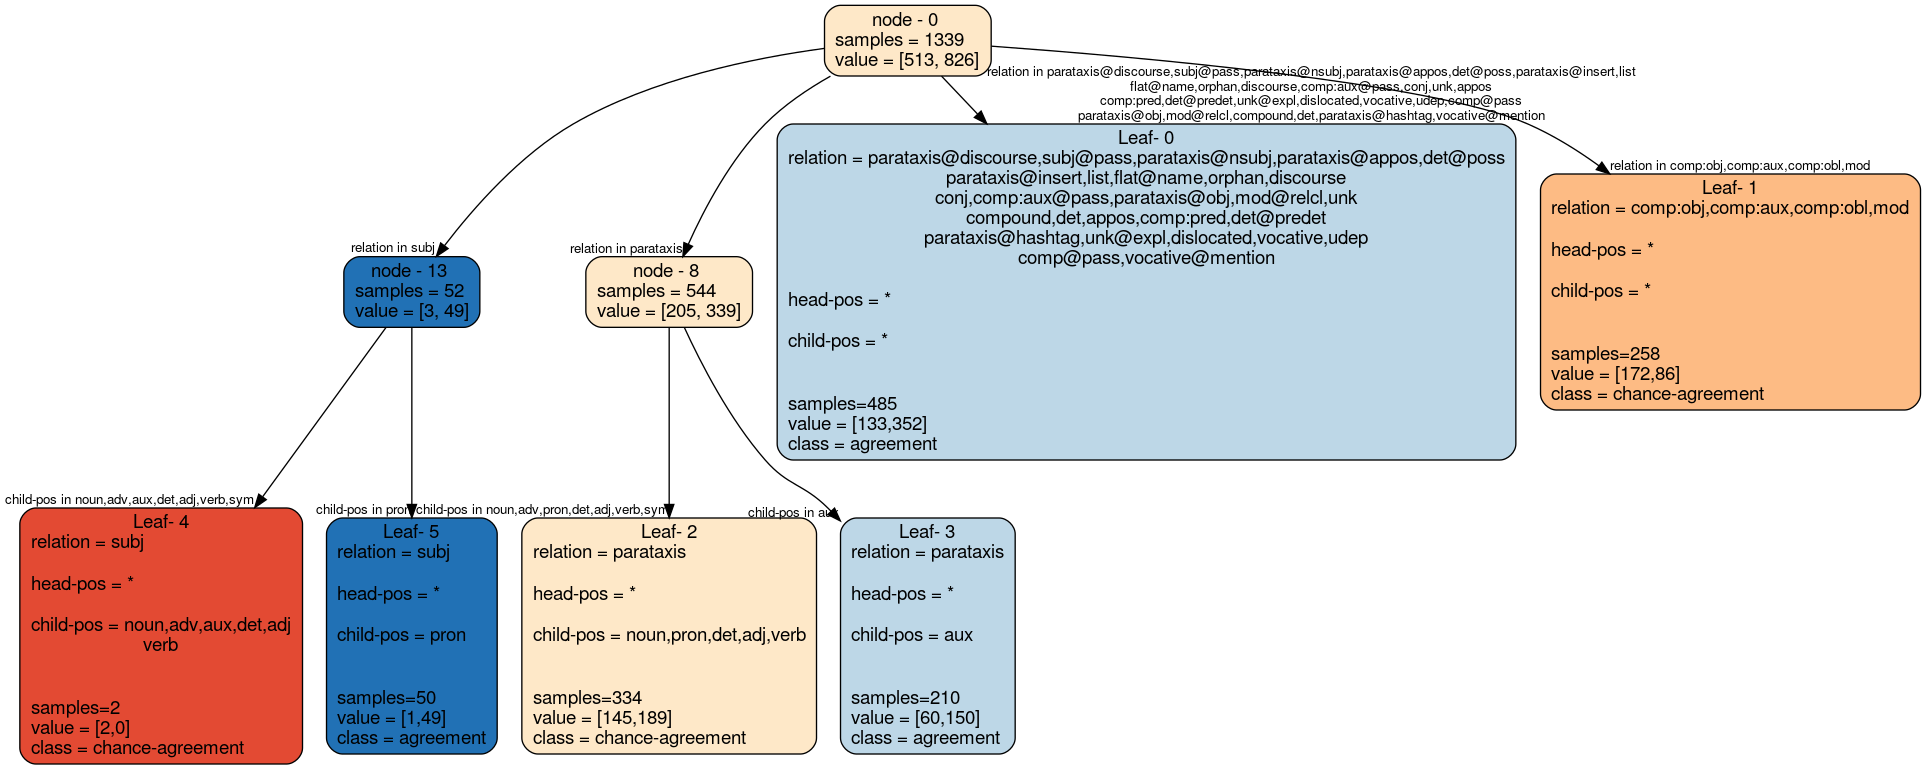 node - 0
samples = 1339
value = [513, 826]
relation in parataxis@discourse,subj@pass,parataxis@nsubj,parataxis@appos,det@poss,parataxis@insert,list
flat@name,orphan,discourse,comp:aux@pass,conj,unk,appos
comp:pred,det@predet,unk@expl,dislocated,vocative,udep,comp@pass
parataxis@obj,mod@relcl,compound,det,parataxis@hashtag,vocative@mention
Leaf- 0
relation = parataxis@discourse,subj@pass,parataxis@nsubj,parataxis@appos,det@poss
parataxis@insert,list,flat@name,orphan,discourse
conj,comp:aux@pass,parataxis@obj,mod@relcl,unk
compound,det,appos,comp:pred,det@predet
parataxis@hashtag,unk@expl,dislocated,vocative,udep
comp@pass,vocative@mention
head-pos = *
child-pos = *
samples=485
value = [133,352]
class = agreement
relation in comp:obj,comp:aux,comp:obl,mod
Leaf- 1
relation = comp:obj,comp:aux,comp:obl,mod
head-pos = *
child-pos = *
samples=258
value = [172,86]
class = chance-agreement
relation in subj
node - 13
samples = 52
value = [3, 49]
relation in parataxis
node - 8
samples = 544
value = [205, 339]
child-pos in noun,adv,aux,det,adj,verb,sym
Leaf- 4
relation = subj
head-pos = *
child-pos = noun,adv,aux,det,adj
verb
samples=2
value = [2,0]
class = chance-agreement
child-pos in pron
Leaf- 5
relation = subj
head-pos = *
child-pos = pron
samples=50
value = [1,49]
class = agreement
child-pos in noun,adv,pron,det,adj,verb,sym
Leaf- 2
relation = parataxis
head-pos = *
child-pos = noun,pron,det,adj,verb
samples=334
value = [145,189]
class = chance-agreement
child-pos in aux
Leaf- 3
relation = parataxis
head-pos = *
child-pos = aux
samples=210
value = [60,150]
class = agreement